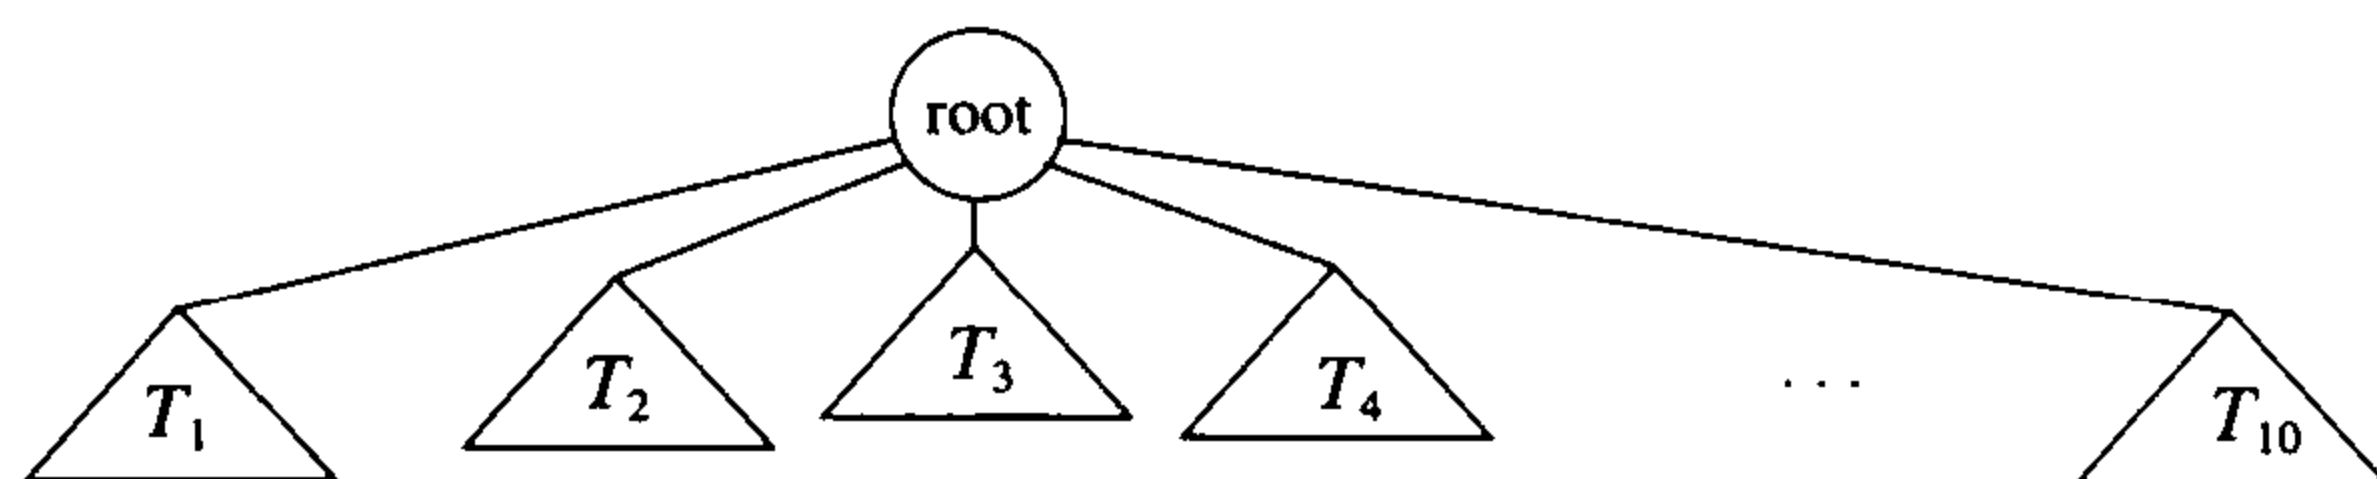 root
T₁ T₂ T₃ T₄ ... T₁₀